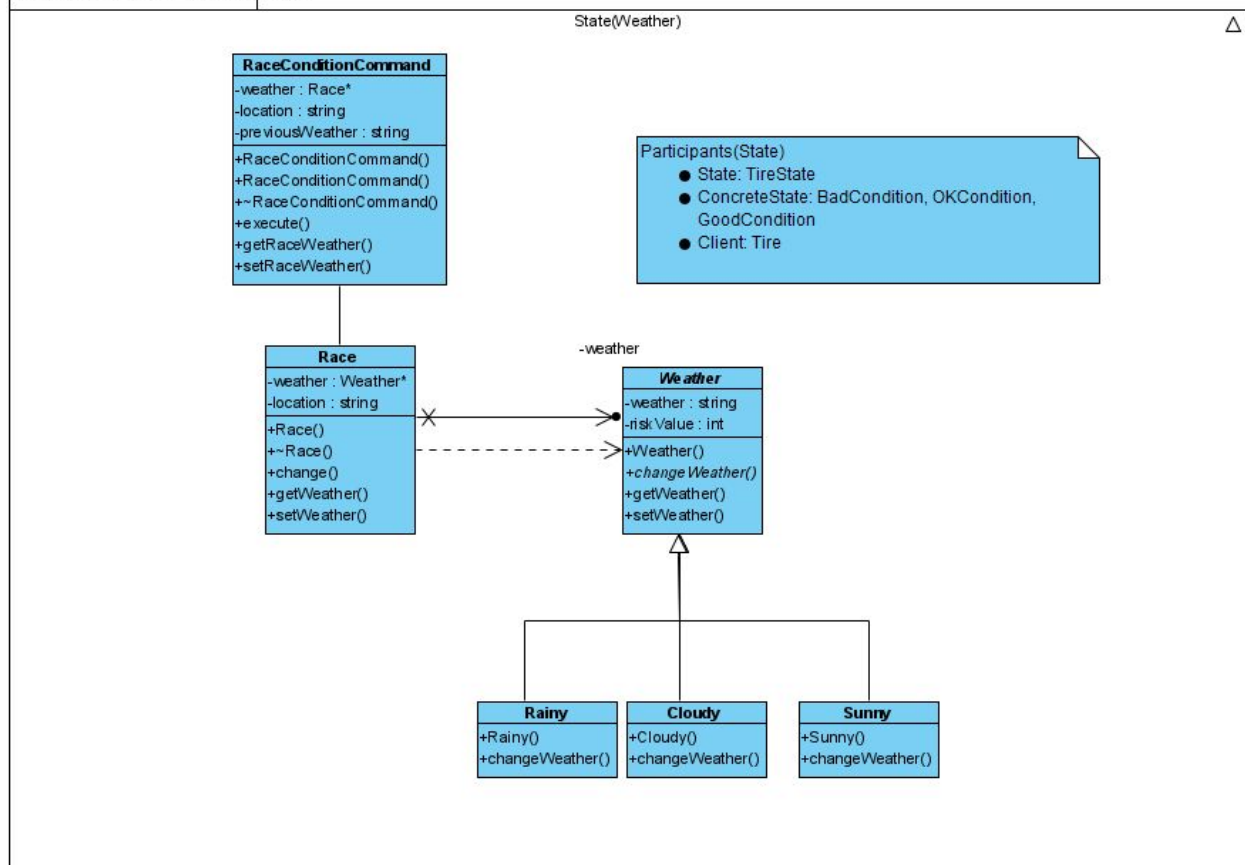 State(Weather)
RaceConditionCommand
-weather : Race*
-location : string
-previousWeather : string
+RaceConditionCommand()
+RaceConditionCommand()
+~RaceConditionCommand()
+execute()
+getRaceWeather()
+setRaceWeather()
Participants(State)
● State: TireState
● ConcreteState: BadCondition, OKCondition,
GoodCondition
● Client: Tire
Race
-weather : Weather*
-location : string
+Race()
+~Race()
+change()
+getWeather()
+setWeather()
-weather
Weather
-weather : string
-riskValue : int
+Weather()
+changeWeather()
+getWeather()
+setWeather()
Rainy
+Rainy()
+changeWeather()
Cloudy
+Cloudy()
+changeWeather()
Sunny
+Sunny()
+changeWeather()